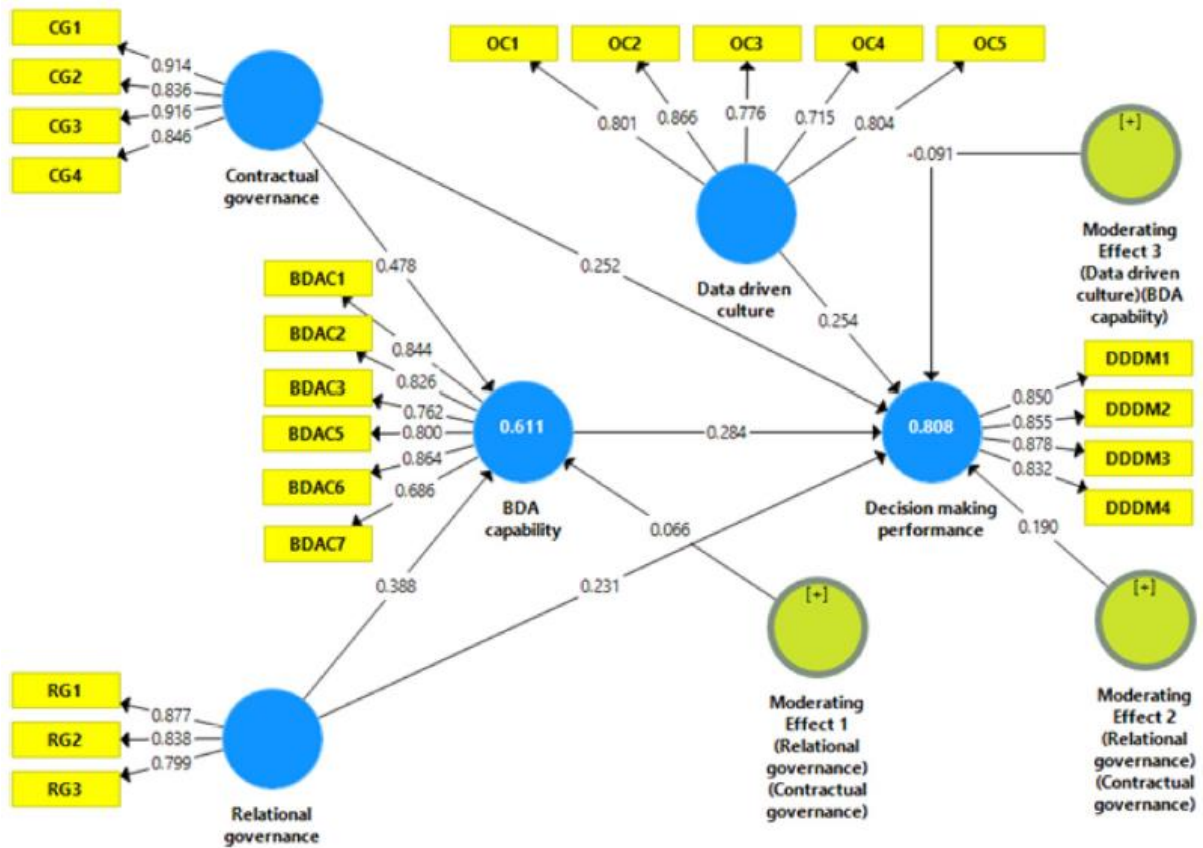 CG1
CG2
CG3
CG4
0.914
0.836
0.916
0.846
Contractual
governance
OC1
OC2
OC3
OC4
OC5
0.801
0.866
0.776
0.715
0.804
Data driven
culture
[+]
-0.091
Moderating
Effect 3
(Data driven
culture)(BDA
capabiity)
0.478
0.252
0.254
BDAC1
BDAC2
BDAC3
BDAC5
BDAC6
BDAC7
0.844
0.826
0.762
0.800
0.864
0.686
0.611
BDA
capability
0.284
0.808
Decision making
performance
0.850
0.855
0.878
0.832
DDDM1
DDDM2
DDDM3
DDDM4
0.388
0.231
0.066
0.190
[+]
Moderating
Effect 1
(Relational
governance)
(Contractual
governance)
[+]
Moderating
Effect 2
(Relational
governance)
(Contractual
governance)
RG1
RG2
RG3
0.877
0.838
0.799
Relational
governance